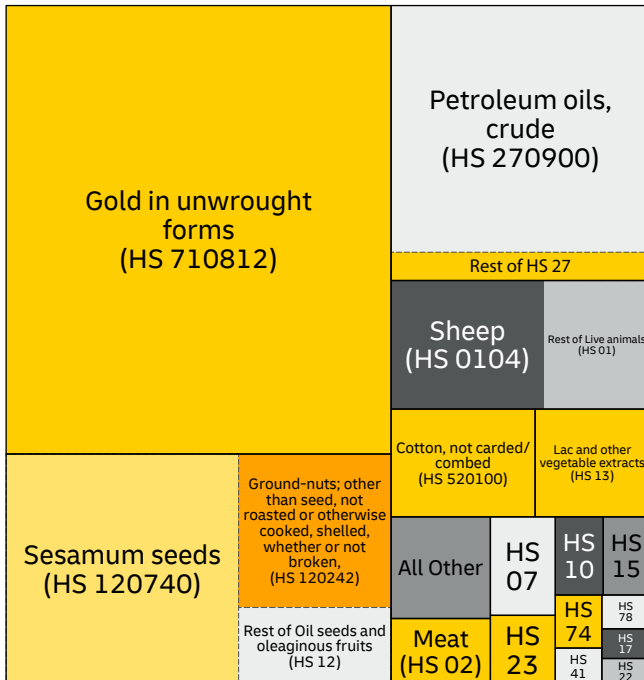 Gold in unwrought
forms
(HS 710812)
Petroleum oils,
crude
(HS 270900)
Rest of HS 27
Sheep
(HS 0104)
Rest of Live animals
(HS 01)
Cotton, not carded/
combed
(HS 520100)
Lac and other
vegetable extracts
(HS 13)
Sesamum seeds
(HS 120740)
Ground-nuts; other
than seed, not
roasted or otherwise
cooked, shelled,
whether or not
broken,
(HS 120242)
Rest of Oil seeds and
oleaginous fruits
(HS 12)
All Other
Meat
(HS 02)
HS
07
HS
23
HS
10
HS
15
HS
74
HS
41
HS
78
HS
17
HS
22